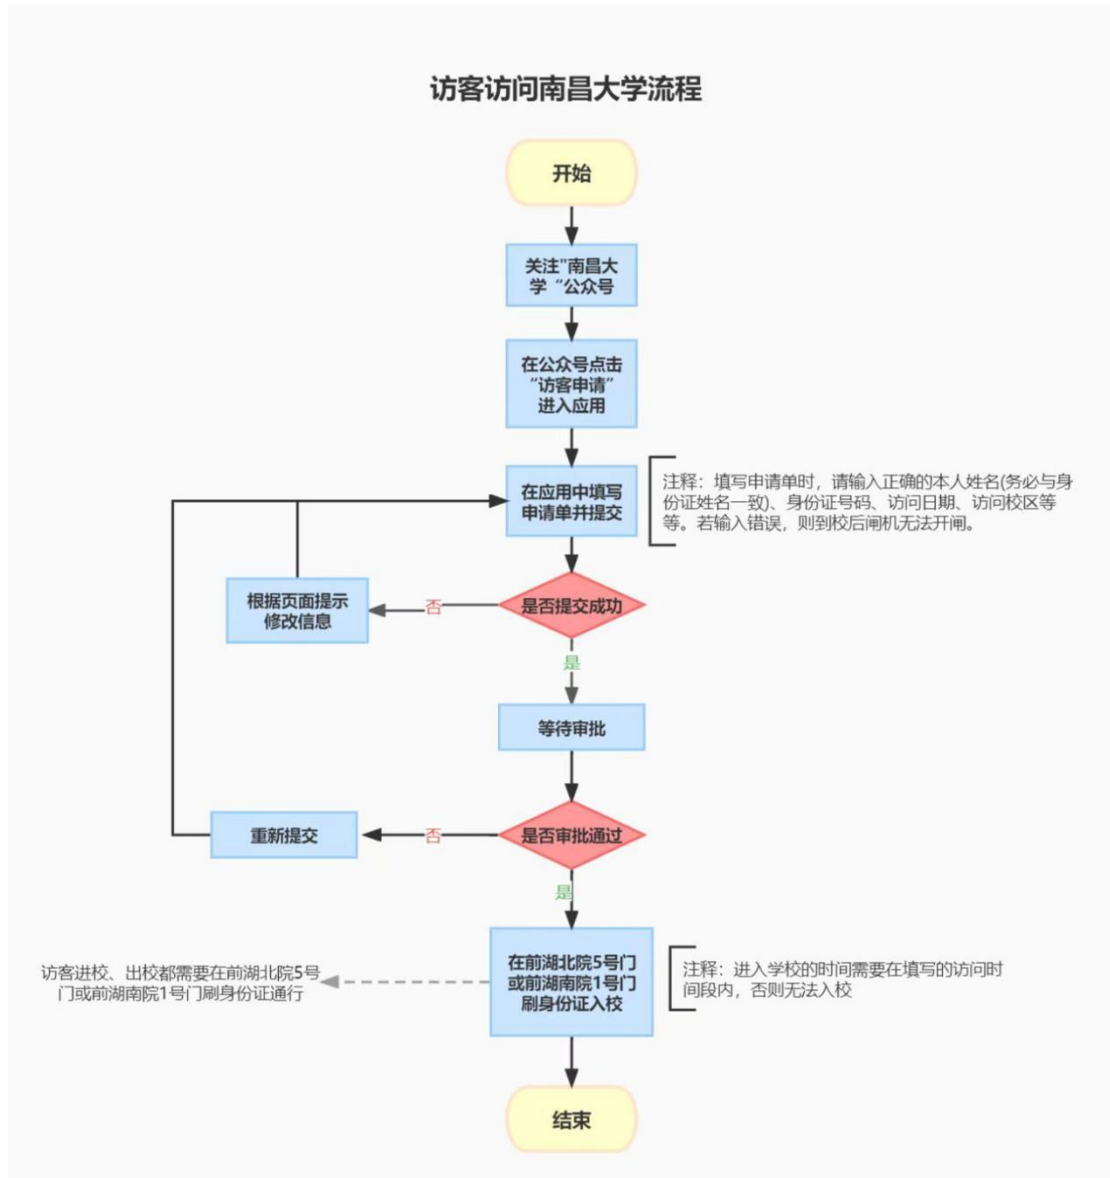 访客访问南昌大学流程
开始
关注"南昌大
学“公众号
在公众号点击
“访客申请”
进入应用
在应用中填写
申请单并提交
注释：填写申请单时，请输入正确的本人姓名(务必与身
份证姓名一致)、身份证号码、访问日期、访问校区等
等。若输入错误，则到校后闸机无法开闸。
根据页面提示
修改信息
否
是否提交成功
是
等待审批
重新提交
否
是否审批通过
是
访客进校、出校都需要在前湖北院5号
门或前湖南院1号门刷身份证通行
在前湖北院5号门
或前湖南院1号门
刷身份证入校
注释：进入学校的时间需要在填写的访问时
间段内，否则无法入校
结束